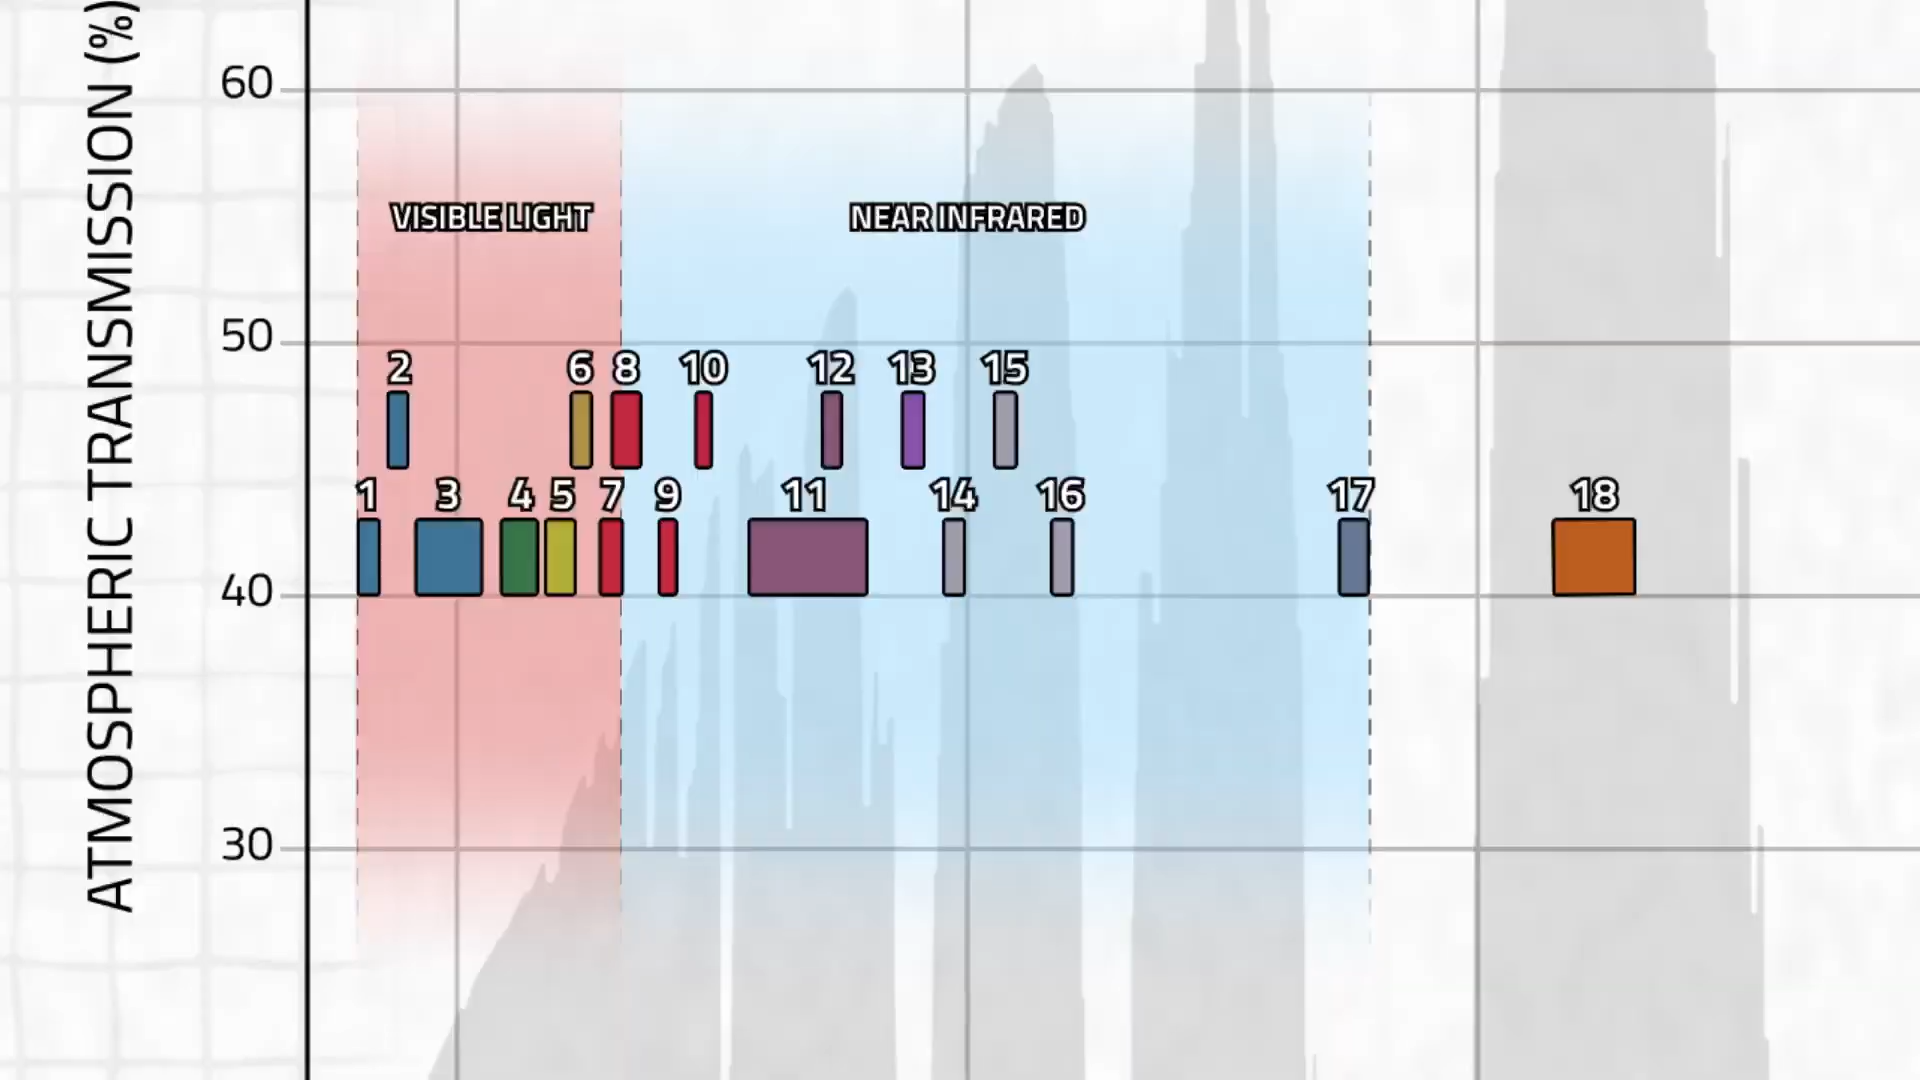 ATMOSPHERIC TRANSMISSION (%)
60
VISIBLE LIGHT NEAR INFRARED
50
2 6 8 10 12 13 15
1 3 4 5 7 9 11 14 16 17 18
40
30